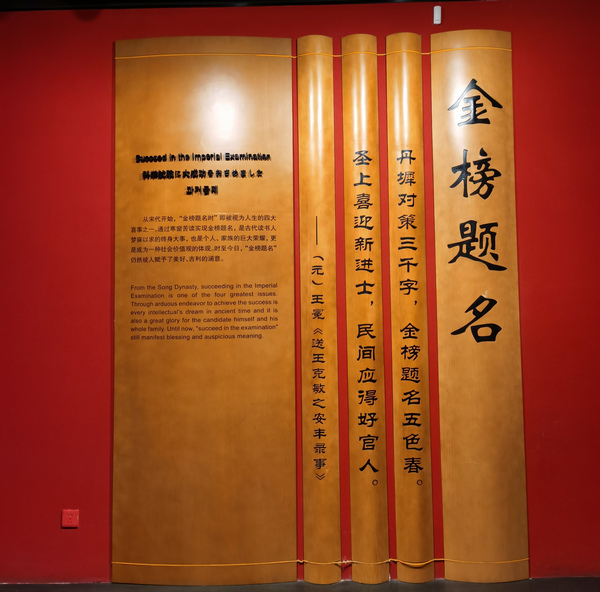 金榜题名
丹墀对策三千字，金榜题名五色春。
圣上喜迎新进士，民间应得好官人。
——（元）王冕《送王克敏之安丰录事》
Succeed in the Imperial Examination
从宋代开始，“金榜题名时”即被视为人生的四大
喜事之一。通过寒窗苦读实现金榜题名，是古代读书人
梦寐以求的终身大事，也是个人、家族的巨大荣耀，更
是成为一种社会价值观的体现。时至今日，“金榜题名”
仍然被人赋予了美好、吉利的涵意。
From the Sung Dynasty, succeeding in the Imperial
Examination is one of the four greatest issues.
Through arduous endeavor to achieve the success is
every intellectual's dream in ancient time and it is
also a great glory for the candidate himself and his
whole family. Until now, "succeed in the examination"
still manifest blessing and auspicious meaning.